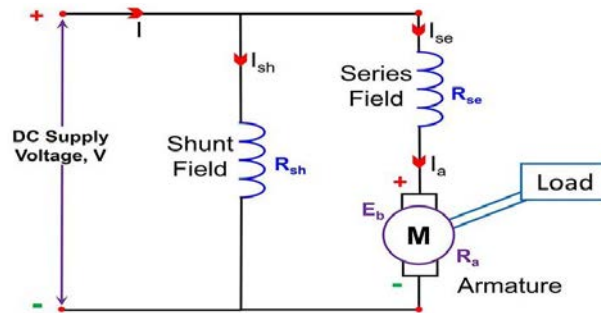 +
I
I_se
I_sh
Series
Field
R_se
DC Supply
Voltage, V
Shunt
Field
R_sh
I_a
+
Load
E_b
M
R_a
-
Armature
-